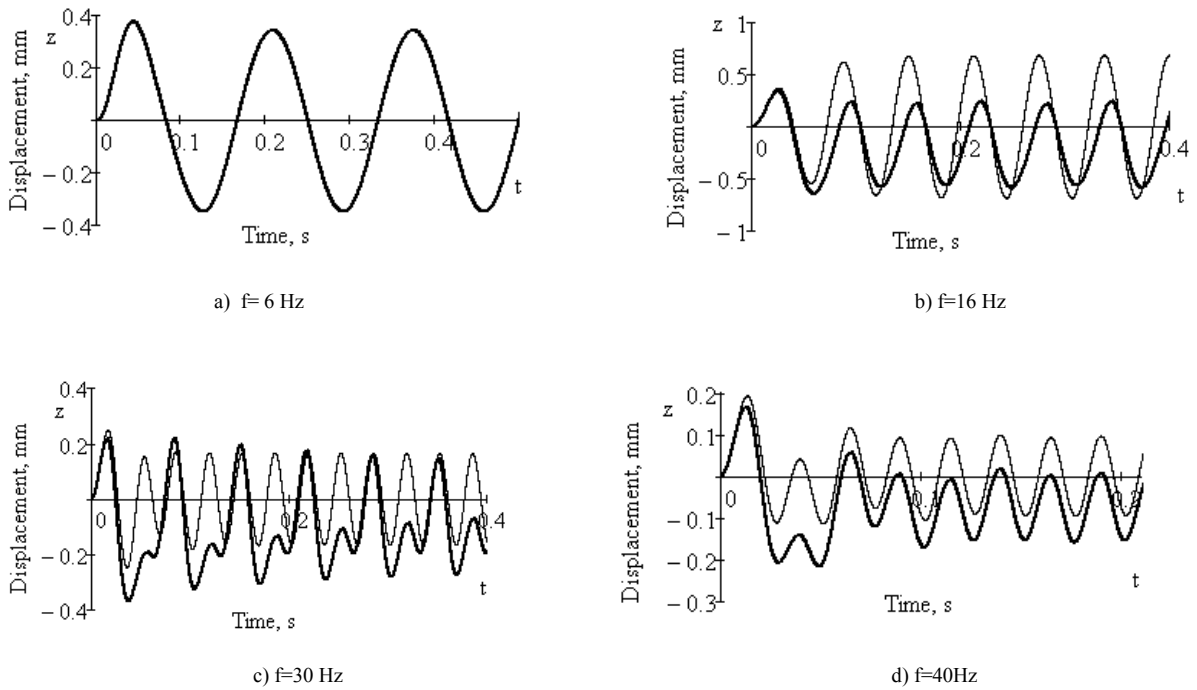 0.4
z
0.2
0
0.1
0.2
0.3
0.4
− 0.2
− 0.4
t
Displacement, mm
Time, s
a) f= 6 Hz
z 1
0.5
0
0.2
0.4
− 0.5
− 1
t
Displacement, mm
Time, s
b) f=16 Hz
0.4
z
0.2
0
0.2
0.4
− 0.2
− 0.4
t
Displacement, mm
Time, s
c) f=30 Hz
0.2
z
0.1
0
0.1
− 0.1
− 0.2
− 0.3
t
Displacement, mm
Time, s
d) f=40Hz